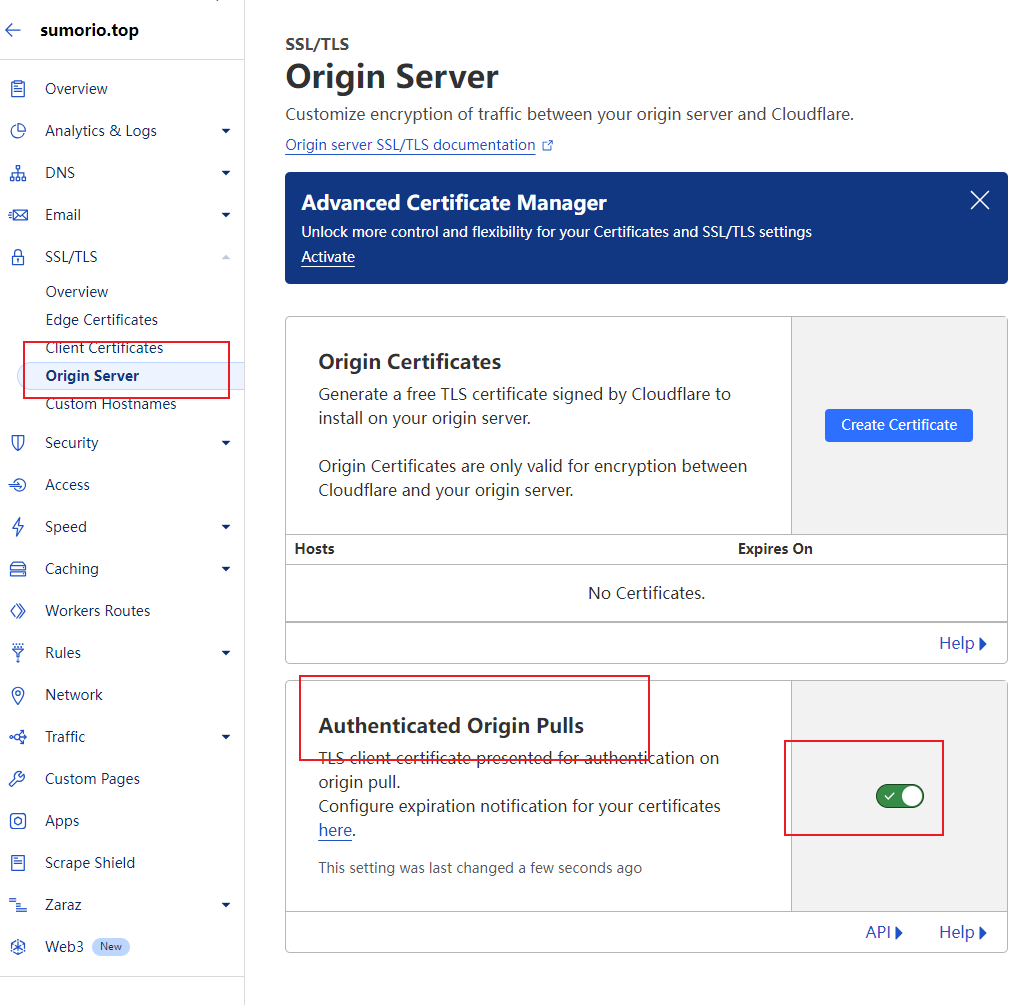 sumorio.top
Overview
Analytics & Logs
DNS
Email
SSL/TLS
Overview
Edge Certificates
Client Certificates
Origin Server
Custom Hostnames
Security
Access
Speed
Caching
Workers Routes
Rules
Network
Traffic
Custom Pages
Apps
Scrape Shield
Zaraz
Web3 New
SSL/TLS
Origin Server
Customize encryption of traffic between your origin server and Cloudflare.
Origin server SSL/TLS documentation
Advanced Certificate Manager
Unlock more control and flexibility for your Certificates and SSL/TLS settings
Activate
Origin Certificates
Generate a free TLS certificate signed by Cloudflare to
install on your origin server.
Origin Certificates are only valid for encryption between
Cloudflare and your origin server.
Create Certificate
Hosts Expires On
No Certificates.
Help
Authenticated Origin Pulls
TLS client certificate presented for authentication on
origin pull.
Configure expiration notification for your certificates
here.
This setting was last changed a few seconds ago
API Help